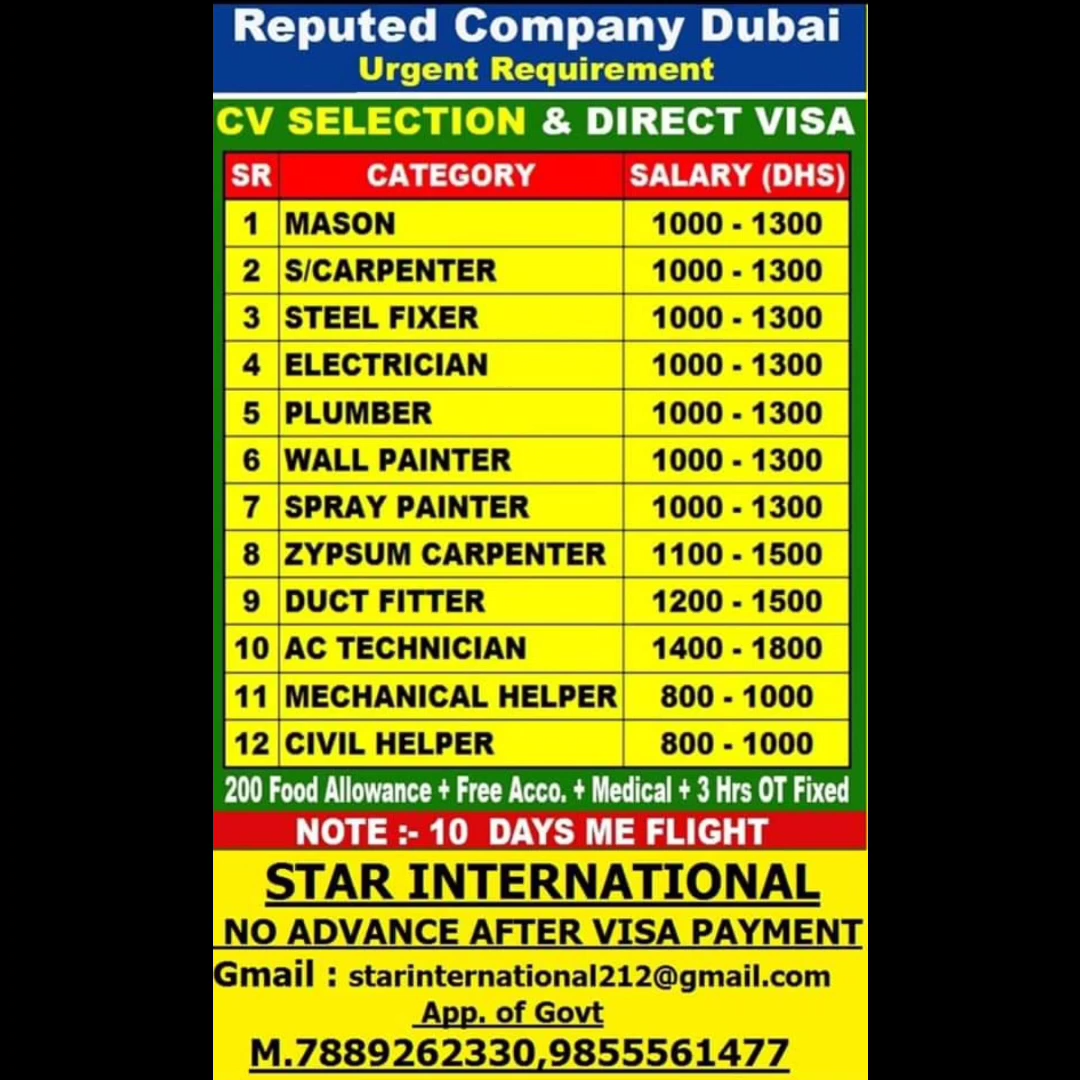 Reputed Company Dubai
Urgent Requirement
CV SELECTION & DIRECT VISA
SR CATEGORY SALARY (DHS)
1 MASON 1000 - 1300
2 S/CARPENTER 1000 - 1300
3 STEEL FIXER 1000 - 1300
4 ELECTRICIAN 1000 - 1300
5 PLUMBER 1000 - 1300
6 WALL PAINTER 1000 - 1300
7 SPRAY PAINTER 1000 - 1300
8 ZYPSUM CARPENTER 1100 - 1500
9 DUCT FITTER 1200 - 1500
10 AC TECHNICIAN 1400 - 1800
11 MECHANICAL HELPER 800 - 1000
12 CIVIL HELPER 800 - 1000
200 Food Allowance + Free Acco. + Medical + 3 Hrs OT Fixed
NOTE :- 10 DAYS ME FLIGHT
STAR INTERNATIONAL
NO ADVANCE AFTER VISA PAYMENT
Gmail : starinternational212@gmail.com
App. of Govt
M.7889262330,9855561477